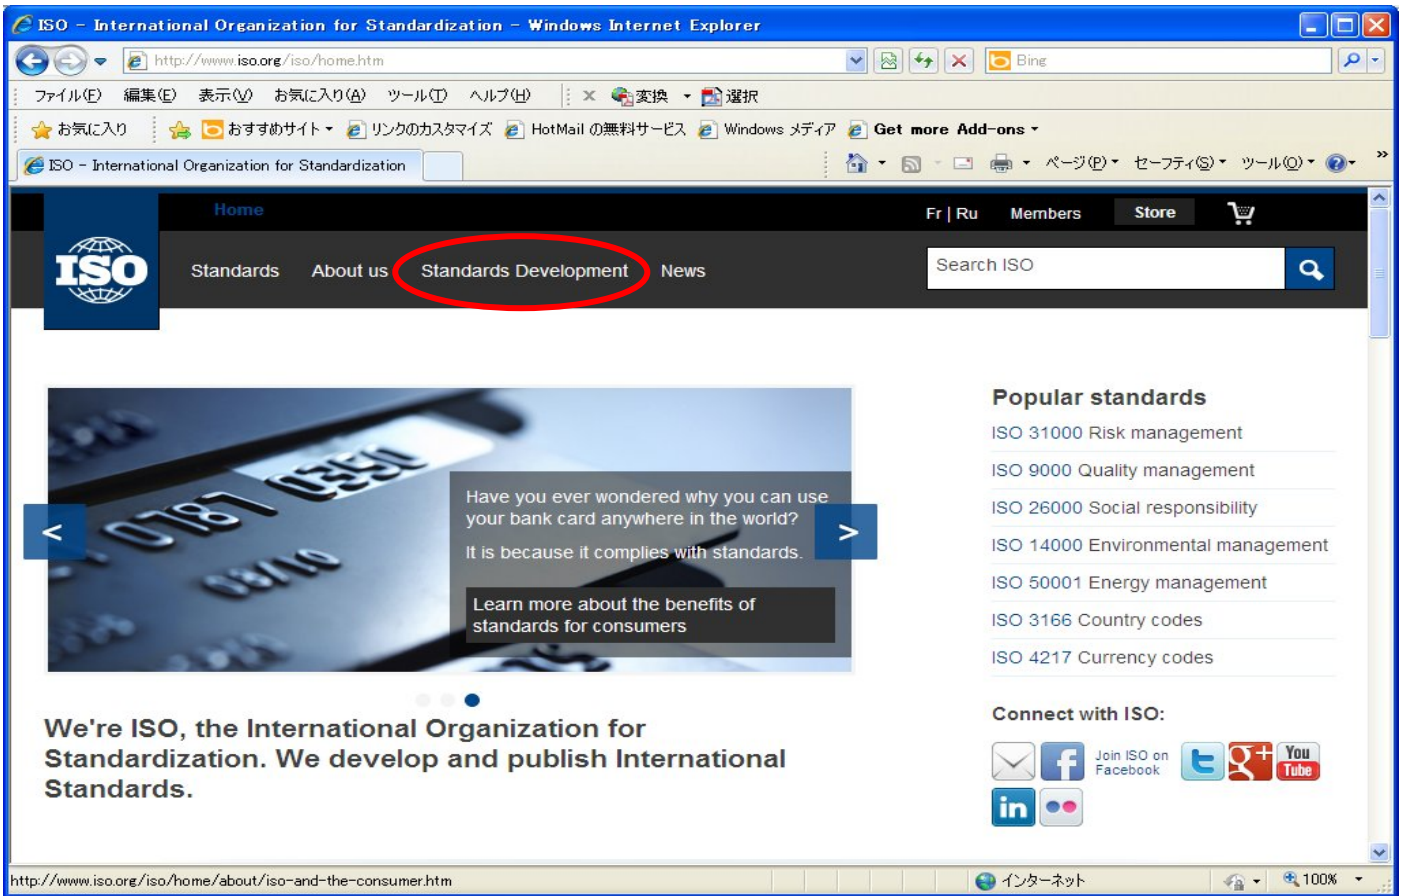 ISO - International Organization for Standardization - Windows Internet Explorer
http://www.iso.org/iso/home.htm
Bing
ファイル(F) 編集(E) 表示(V) お気に入り(A) ツール(T) ヘルプ(H) x 変換 選択
お気に入り おすすめサイト リンクのカスタマイズ HotMail の無料サービス Windows メディア Get more Add-ons
ISO - International Organization for Standardization
ページ(P) セーフティ(S) ツール(O) ? »
Home
Fr | Ru Members Store
ISO
Standards About us Standards Development News
Search ISO
0787 0350
03/10
Have you ever wondered why you can use
your bank card anywhere in the world?
It is because it complies with standards.
Learn more about the benefits of
standards for consumers
< >
We're ISO, the International Organization for
Standardization. We develop and publish International
Standards.
Popular standards
ISO 31000 Risk management
ISO 9000 Quality management
ISO 26000 Social responsibility
ISO 14000 Environmental management
ISO 50001 Energy management
ISO 3166 Country codes
ISO 4217 Currency codes
Connect with ISO:
f
Join ISO on
Facebook
t
g+
You
Tube
in
http://www.iso.org/iso/home/about/iso-and-the-consumer.htm
インターネット
100%